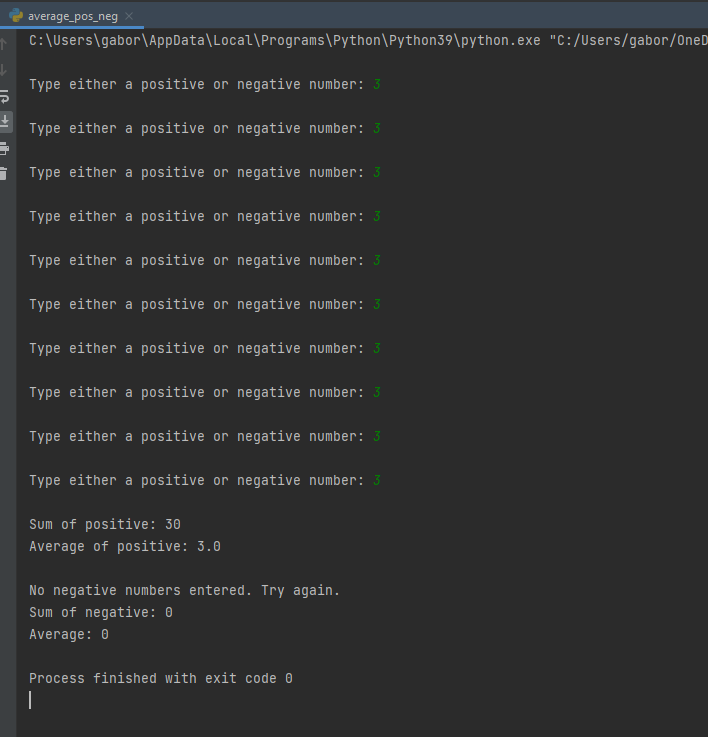 average_pos_neg
C:\Users\gabor\AppData\Local\Programs\Python\Python39\python.exe "C:/Users/gabor/OneD
Type either a positive or negative number: 3
Type either a positive or negative number: 3
Type either a positive or negative number: 3
Type either a positive or negative number: 3
Type either a positive or negative number: 3
Type either a positive or negative number: 3
Type either a positive or negative number: 3
Type either a positive or negative number: 3
Type either a positive or negative number: 3
Type either a positive or negative number: 3
Sum of positive: 30
Average of positive: 3.0
No negative numbers entered. Try again.
Sum of negative: 0
Average: 0
Process finished with exit code 0